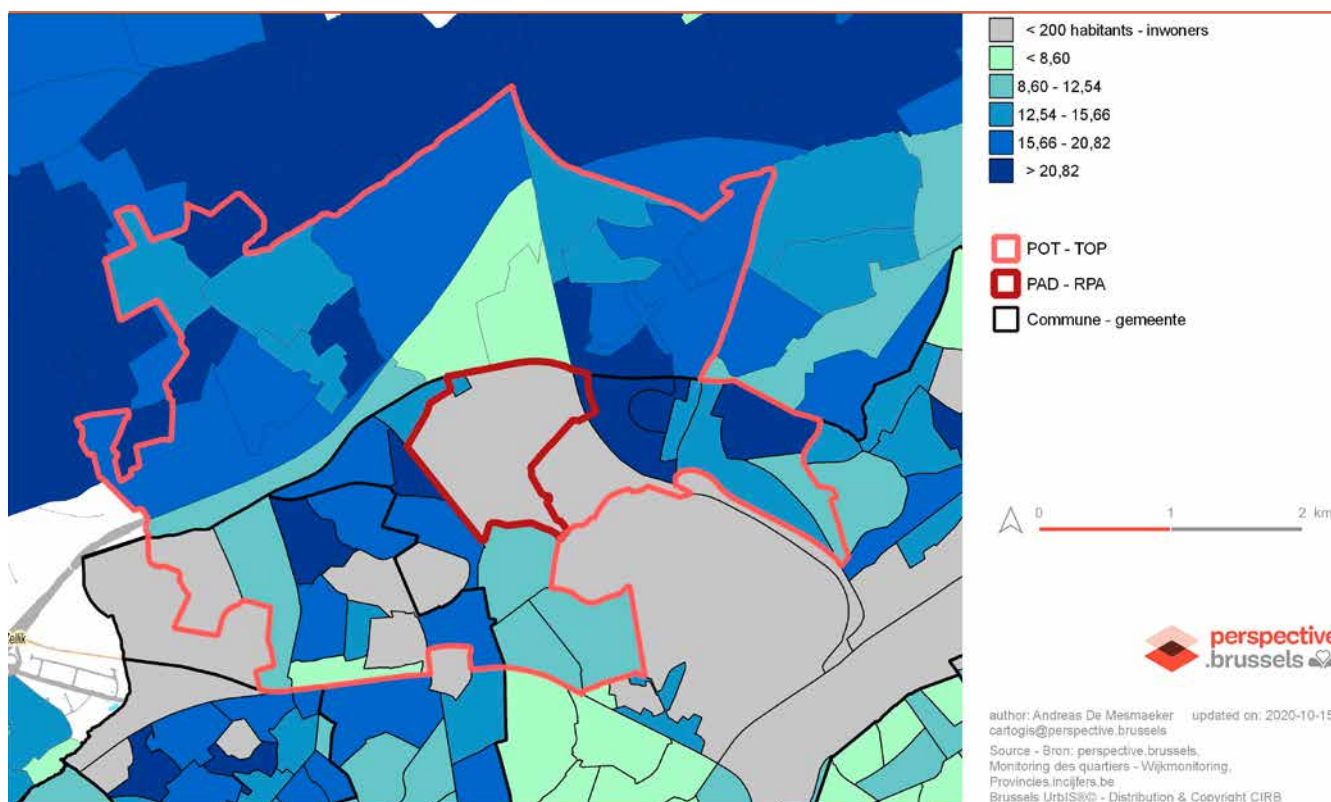 < 200 habitants - inwoners
< 8,60
8,60 - 12,54
12,54 - 15,66
15,66 - 20,82
> 20,82
POT - TOP
PAD - RPA
Commune - gemeente
0 1 2 km
perspective
.brussels
author: Andreas De Mesmaeker updated on: 2020-10-15
cartogis@perspective.brussels
Source - Bron: perspective.brussels,
Monitoring des quartiers - Wijkmonitoring,
Provincies.incijfers.be
Brussels UrbIS®© - Distribution & Copyright CIRB